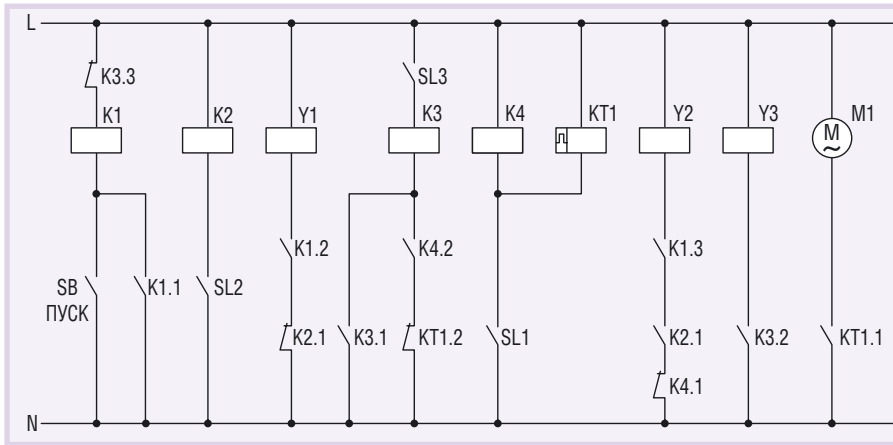 L
K3.3
SL3
K1
K2
Y1
K3
K4
KT1
Y2
Y3
M1
M
~
K1.2
K4.2
K1.3
SB
ПУСК
K1.1
SL2
K2.1
K3.1
KT1.2
SL1
K2.1
K3.2
KT1.1
K4.1
N